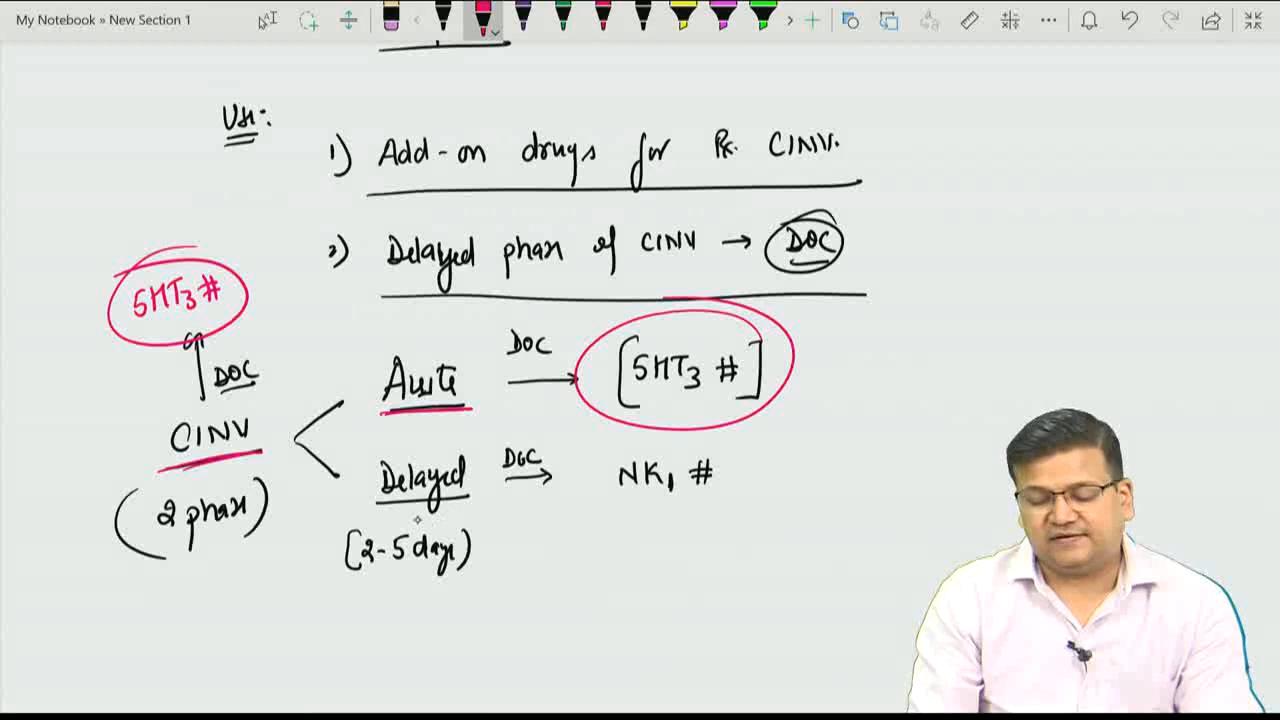 My Notebook » New Section 1
Use:
1) Add-on drugs for Rx CINV.
2) Delayed phase of CINV → DOC
5HT3 #
DOC
CINV
(2 phase)
Acute DOC → [5HT3 #]
Delayed DOC → NK1 #
[2-5 days)